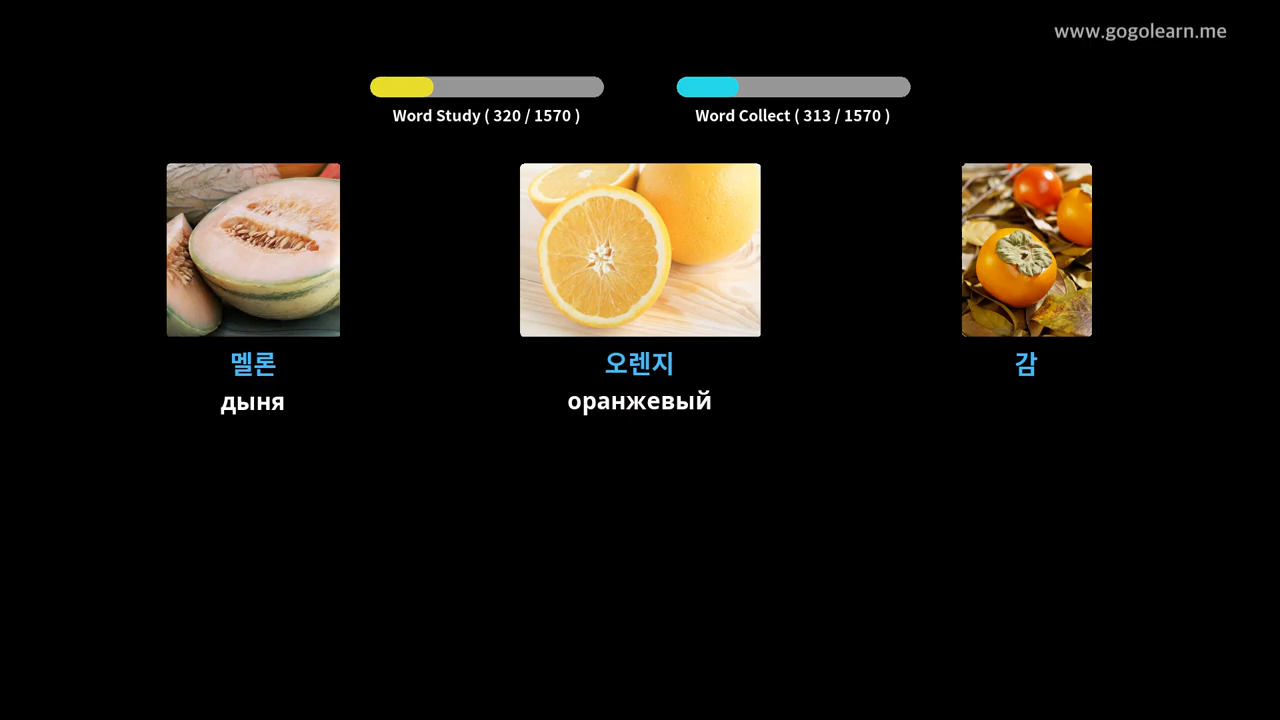 www.gogolearn.me
Word Study ( 320 / 1570 )
Word Collect ( 313 / 1570 )
멜론
오렌지
감
дыня
оранжевый